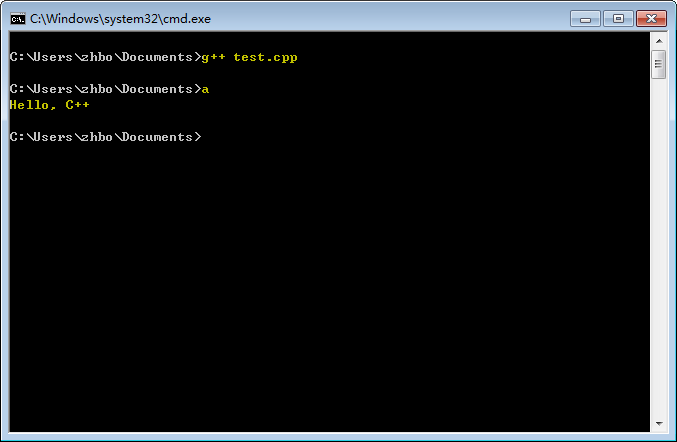 C:\Windows\system32\cmd.exe
C:\Users\zhbo\Documents>g++ test.cpp
C:\Users\zhbo\Documents>a
Hello, C++
C:\Users\zhbo\Documents>